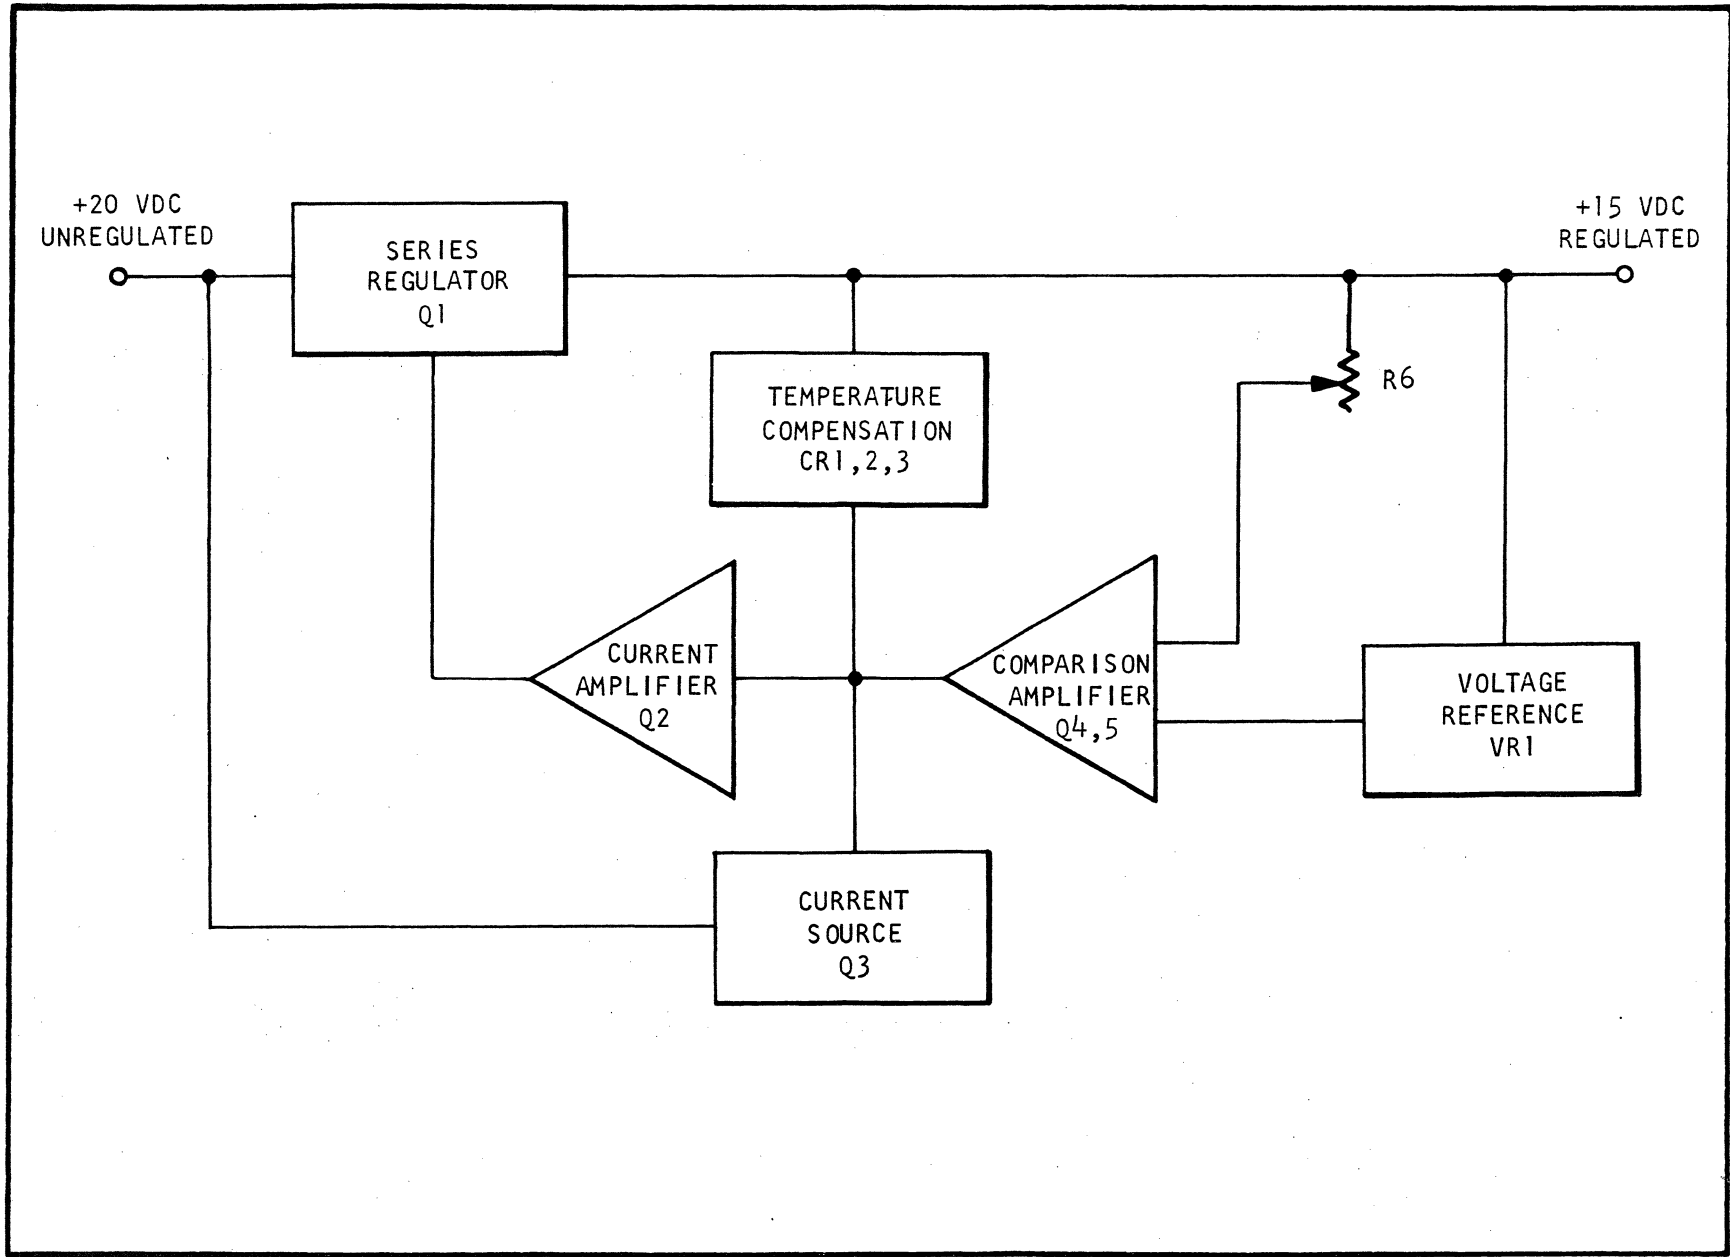 +20 VDC
UNREGULATED
SERIES
REGULATOR
Q1
+15 VDC
REGULATED
TEMPERATURE
COMPENSATION
CR1,2,3
R6
CURRENT
AMPLIFIER
Q2
COMPARISON
AMPLIFIER
Q4,5
VOLTAGE
REFERENCE
VR1
CURRENT
SOURCE
Q3